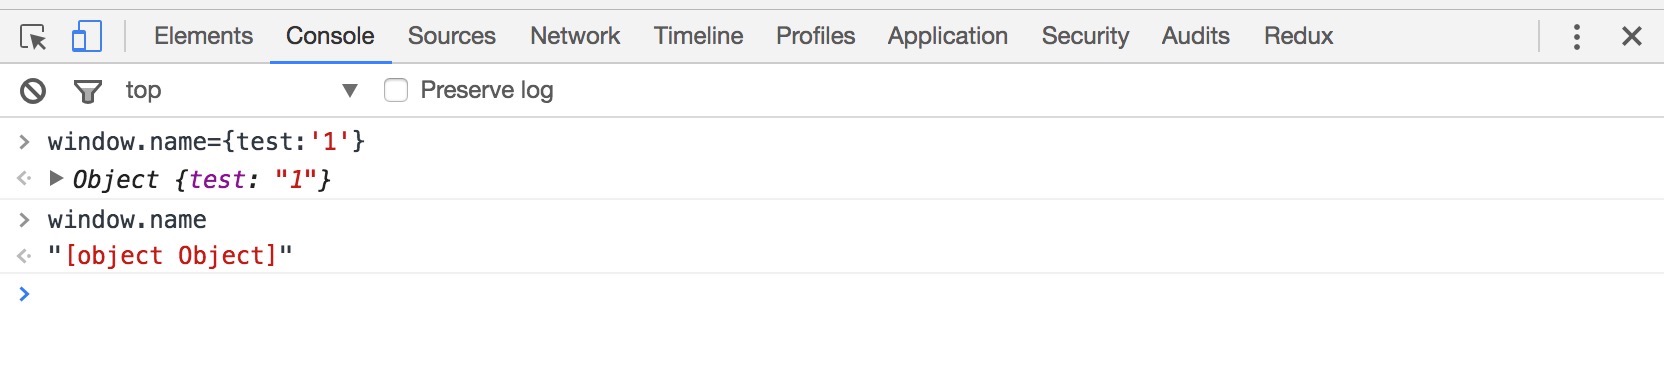 Elements Console Sources Network Timeline Profiles Application Security Audits Redux
top Preserve log
window.name={test:'1'}
Object {test: "1"}
window.name
"[object Object]"